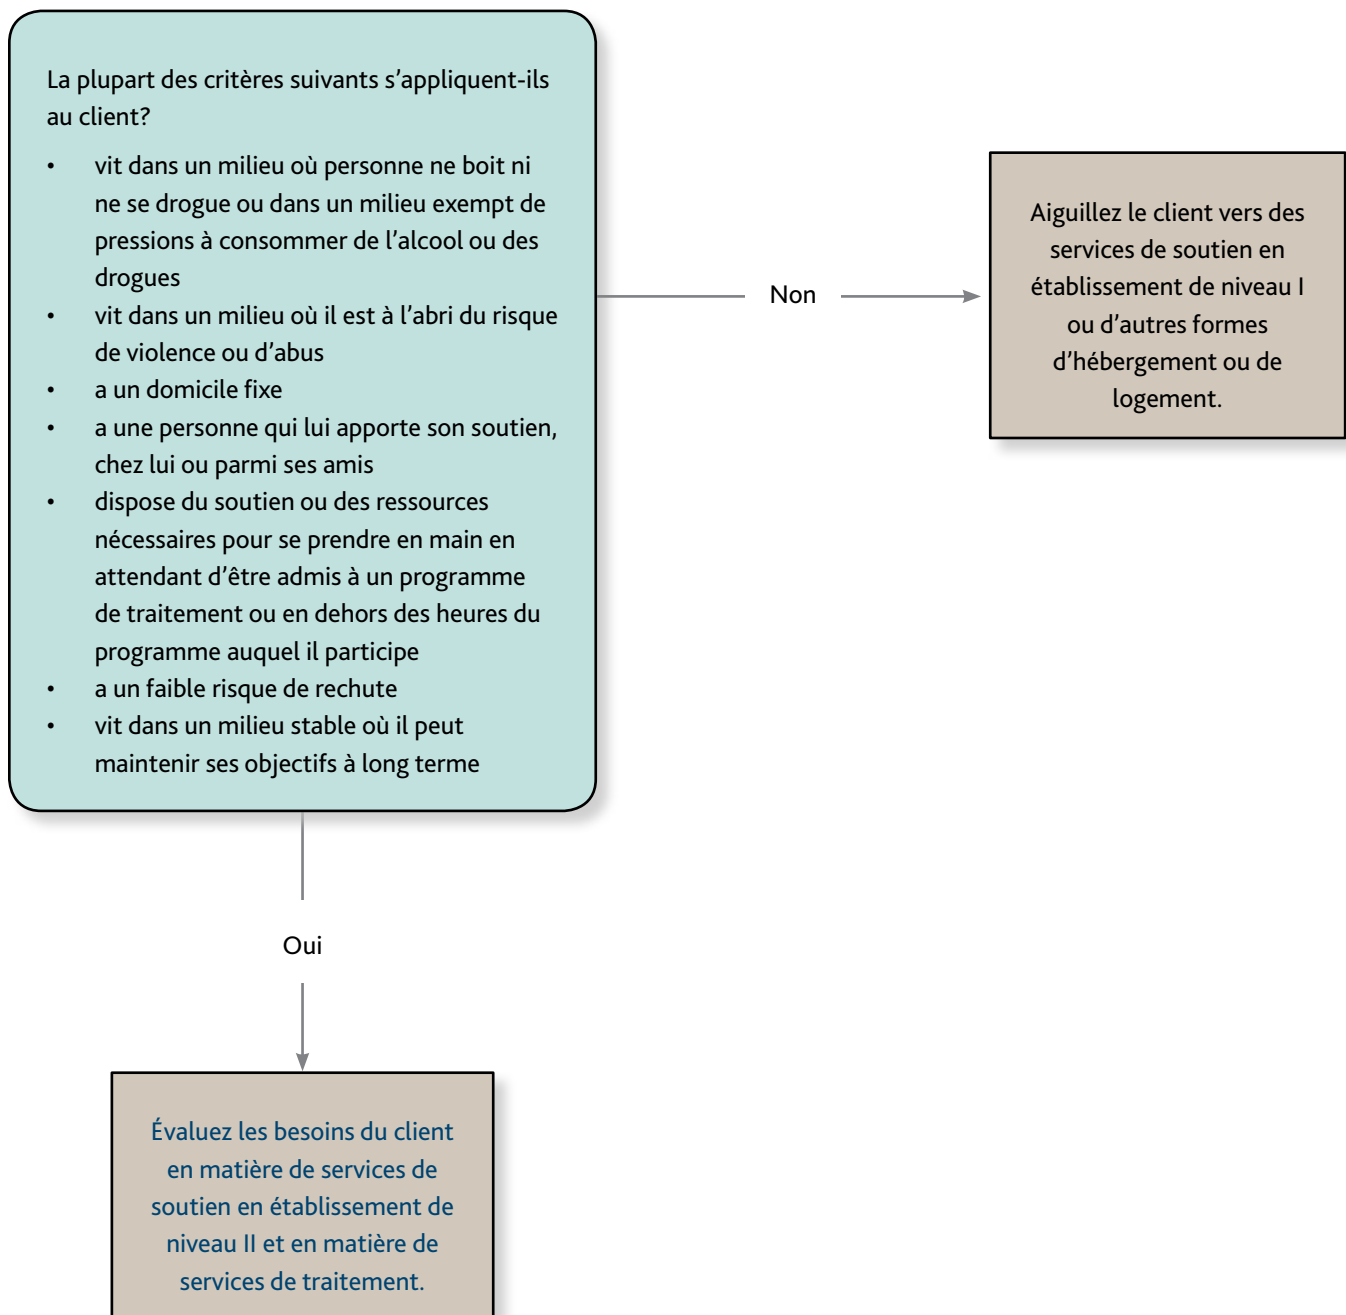 La plupart des critères suivants s’appliquent-ils
au client?
• vit dans un milieu où personne ne boit ni
ne se drogue ou dans un milieu exempt de
pressions à consommer de l’alcool ou des
drogues
• vit dans un milieu où il est à l’abri du risque
de violence ou d’abus
• a un domicile fixe
• a une personne qui lui apporte son soutien,
chez lui ou parmi ses amis
• dispose du soutien ou des ressources
nécessaires pour se prendre en main en
attendant d’être admis à un programme
de traitement ou en dehors des heures du
programme auquel il participe
• a un faible risque de rechute
• vit dans un milieu stable où il peut
maintenir ses objectifs à long terme
Non
Aiguillez le client vers des
services de soutien en
établissement de niveau I
ou d’autres formes
d’hébergement ou de
logement.
Oui
Évaluez les besoins du client
en matière de services de
soutien en établissement de
niveau II et en matière de
services de traitement.